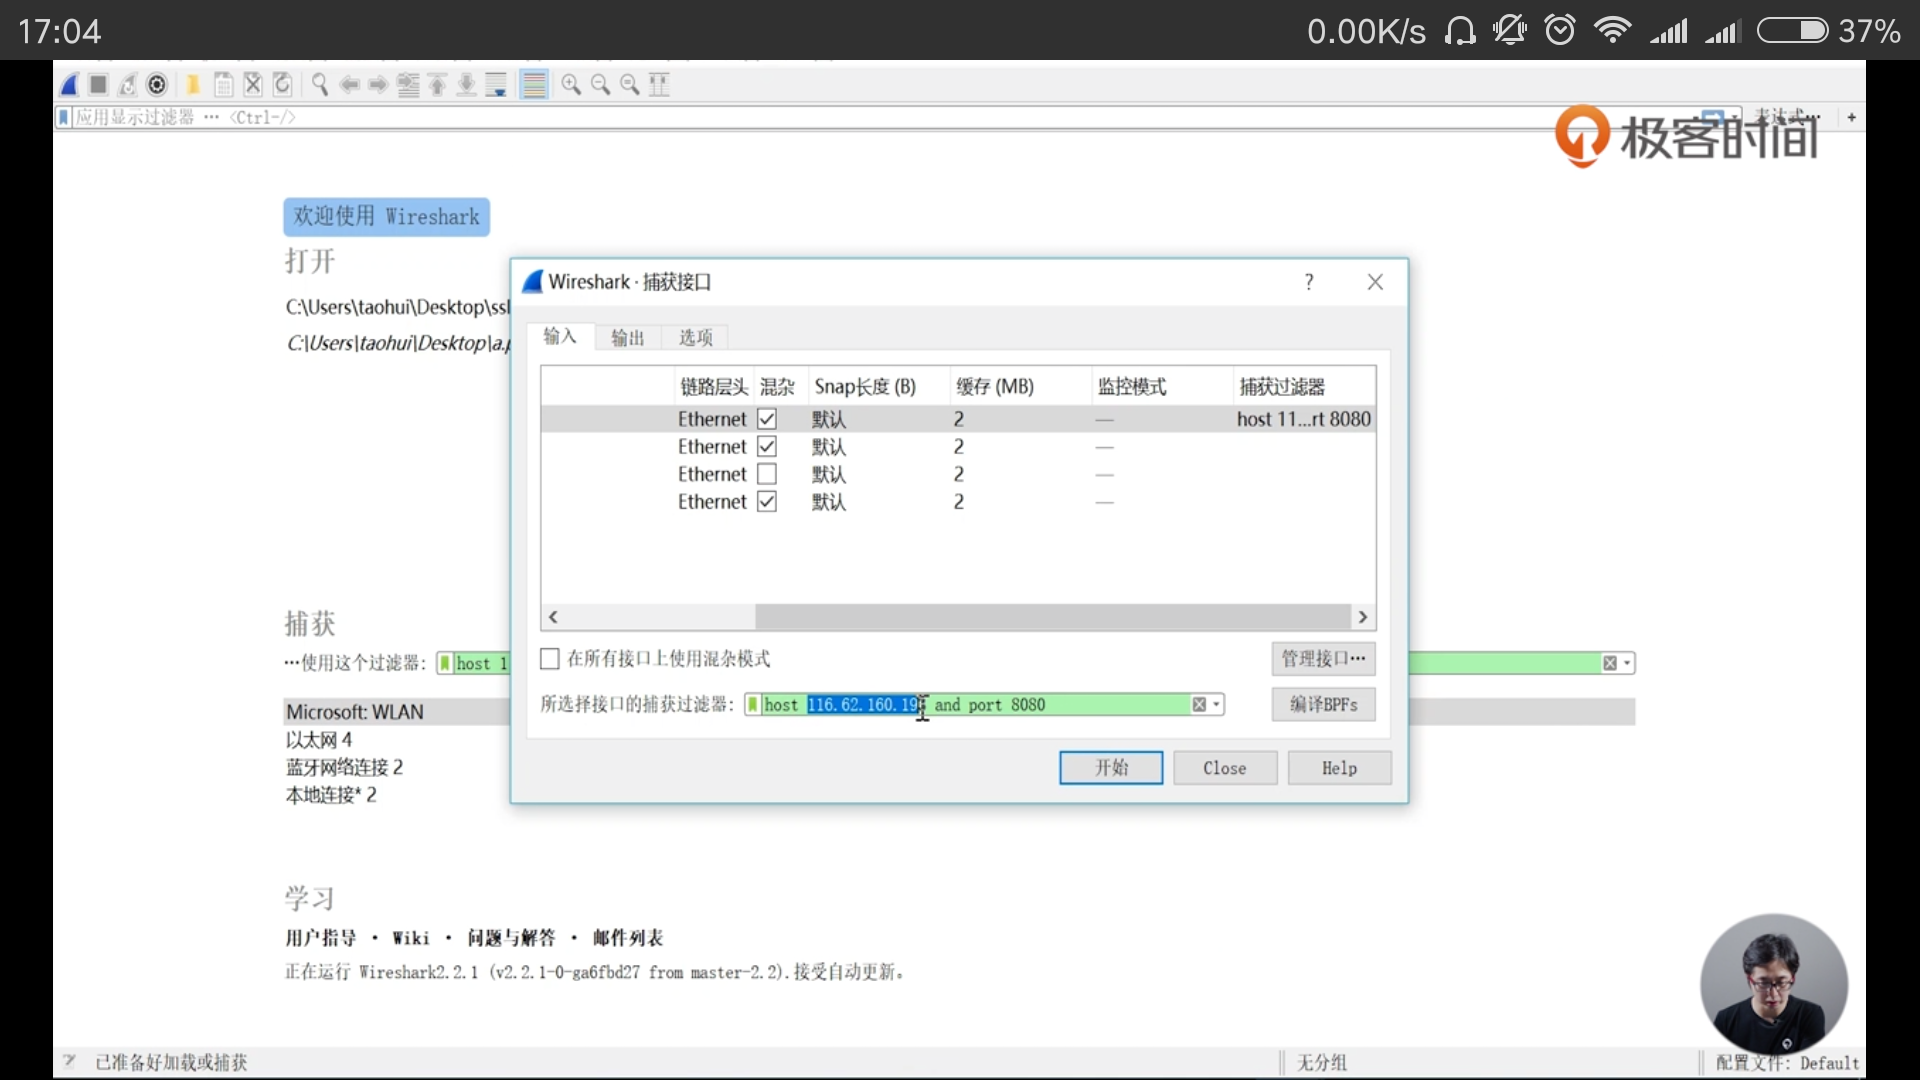 17:04
0.00K/s
37%
应用显示过滤器 … <Ctrl-/>
表达式…
+
极客时间
欢迎使用 Wireshark
打开
C:\Users\taohui\Desktop\ssl
C:\Users\taohui\Desktop\a.p
Wireshark · 捕获接口
?
输入
输出
选项
链路层头 混杂 Snap长度 (B) 缓存 (MB) 监控模式 捕获过滤器
Ethernet 默认 2 — host 11...rt 8080
Ethernet 默认 2 —
Ethernet 默认 2 —
Ethernet 默认 2 —
在所有接口上使用混杂模式
管理接口…
所选择接口的捕获过滤器: host 116.62.160.19 and port 8080
编译BPFs
开始
Close
Help
捕获
…使用这个过滤器: host 1
Microsoft: WLAN
以太网 4
蓝牙网络连接 2
本地连接* 2
学习
用户指导 · Wiki · 问题与解答 · 邮件列表
正在运行 Wireshark2.2.1 (v2.2.1-0-ga6fbd27 from master-2.2).接受自动更新。
已准备好加载或捕获
无分组
配置文件: Default